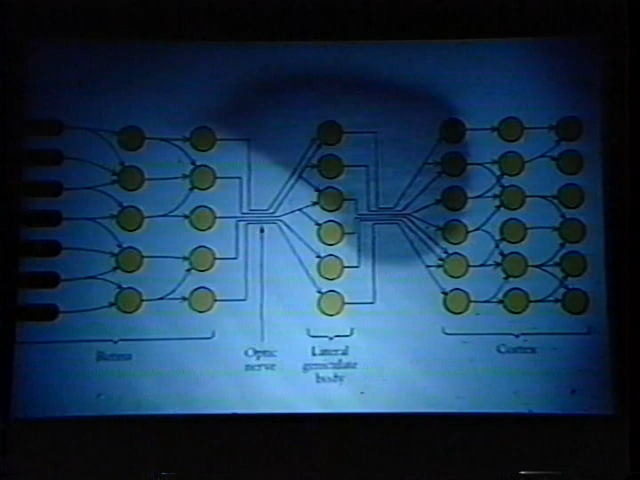 Retina
Optic
nerve
Lateral
geniculate
body
Cortex